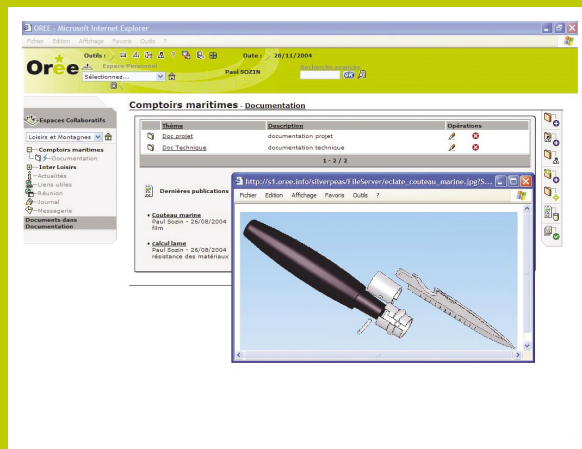 OREE - Microsoft Internet Explorer
Fichier Edition Affichage Favoris Outils ?
Outils : Date : 26/11/2004
Orée
Espace Personnel
Sélectionnez...
Paul SOZIN
Recherche avancée
Comptoirs maritimes - Documentation
Espaces Collaboratifs
Loisirs et Montagnes
Comptoirs maritimes
Documentation
Inter Loisirs
Actualités
Liens utiles
Réunion
Journal
Messagerie
Documents dans
Documentation
Thème Description Opérations
Doc projet documentation projet
Doc Technique documentation technique
1 - 2 / 2
Dernières publications
• Couteau marine
Paul Sozin - 26/08/2004
film
• calcul lame
Paul Sozin - 26/08/2004
résistance des matériaux
http://s1.oree.info/silverpeas/FileServer/eclate_couteau_marine.jpg?S...
Fichier Edition Affichage Favoris Outils ?